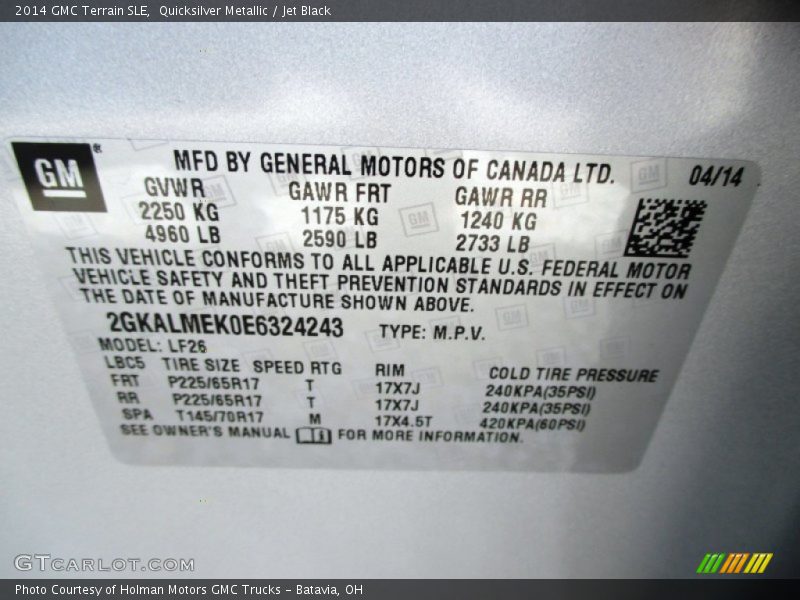 2014 GMC Terrain SLE,  Quicksilver Metallic / Jet Black
GM ® MFD BY GENERAL MOTORS OF CANADA LTD. 04/14
GVWR GAWR FRT GAWR RR
2250 KG 1175 KG 1240 KG
4960 LB 2590 LB 2733 LB
THIS VEHICLE CONFORMS TO ALL APPLICABLE U.S. FEDERAL MOTOR
VEHICLE SAFETY AND THEFT PREVENTION STANDARDS IN EFFECT ON
THE DATE OF MANUFACTURE SHOWN ABOVE.
2GKALMEK0E6324243 TYPE: M.P.V.
MODEL: LF26
LBC5 TIRE SIZE SPEED RTG RIM COLD TIRE PRESSURE
FRT P225/65R17 T 17X7J 240KPA(35PSI)
RR P225/65R17 T 17X7J 240KPA(35PSI)
SPA T145/70R17 M 17X4.5T 420KPA(60PSI)
SEE OWNER'S MANUAL FOR MORE INFORMATION.
GTCARLOT.COM
Photo Courtesy of Holman Motors GMC Trucks - Batavia, OH